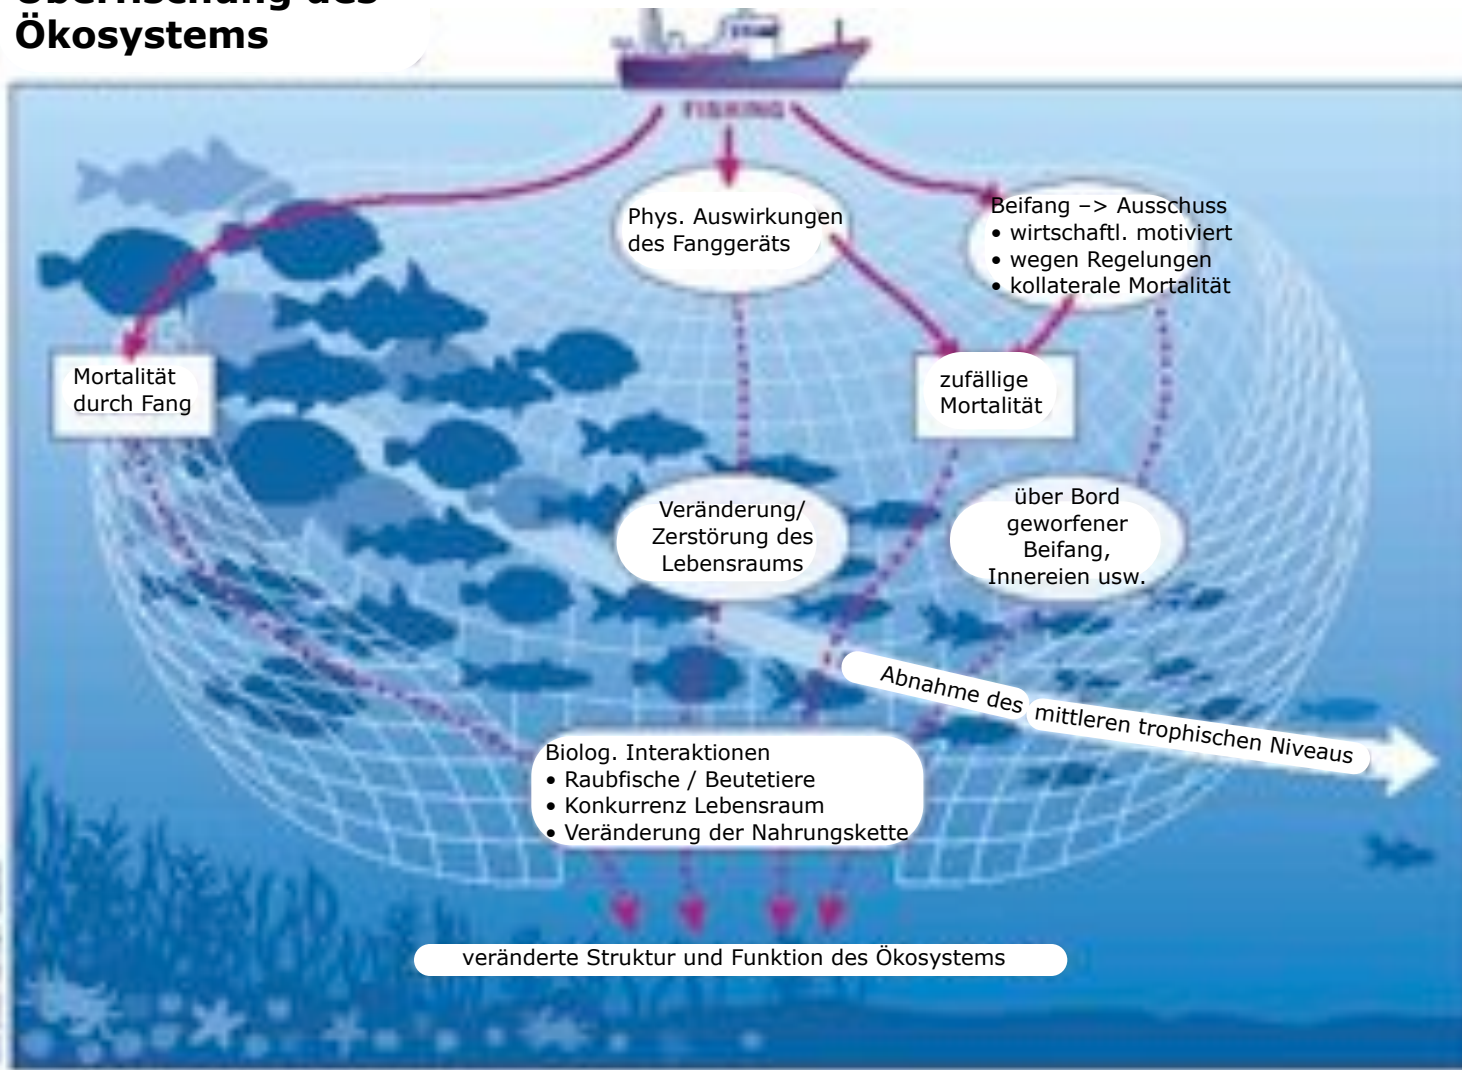 Überfischung des
Ökosystems
FISHING
Phys. Auswirkungen
des Fanggeräts
Beifang –> Ausschuss
• wirtschaftl. motiviert
• wegen Regelungen
• kollaterale Mortalität
Mortalität
durch Fang
zufällige
Mortalität
Veränderung/
Zerstörung des
Lebensraums
über Bord
geworfener
Beifang,
Innereien usw.
Abnahme des mittleren trophischen Niveaus
Biolog. Interaktionen
• Raubfische / Beutetiere
• Konkurrenz Lebensraum
• Veränderung der Nahrungskette
veränderte Struktur und Funktion des Ökosystems